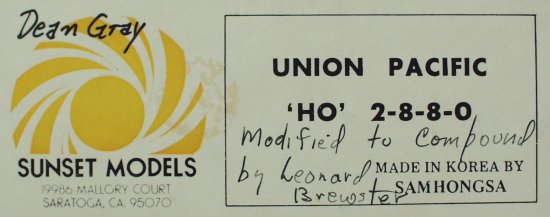 Dean Gray
SUNSET MODELS
19986 MALLORY COURT
SARATOGA, CA. 95070
UNION PACIFIC
'HO' 2-8-8-0
Modified to Compound
by Leonard
Brewster
MADE IN KOREA BY
SAMHONGSA